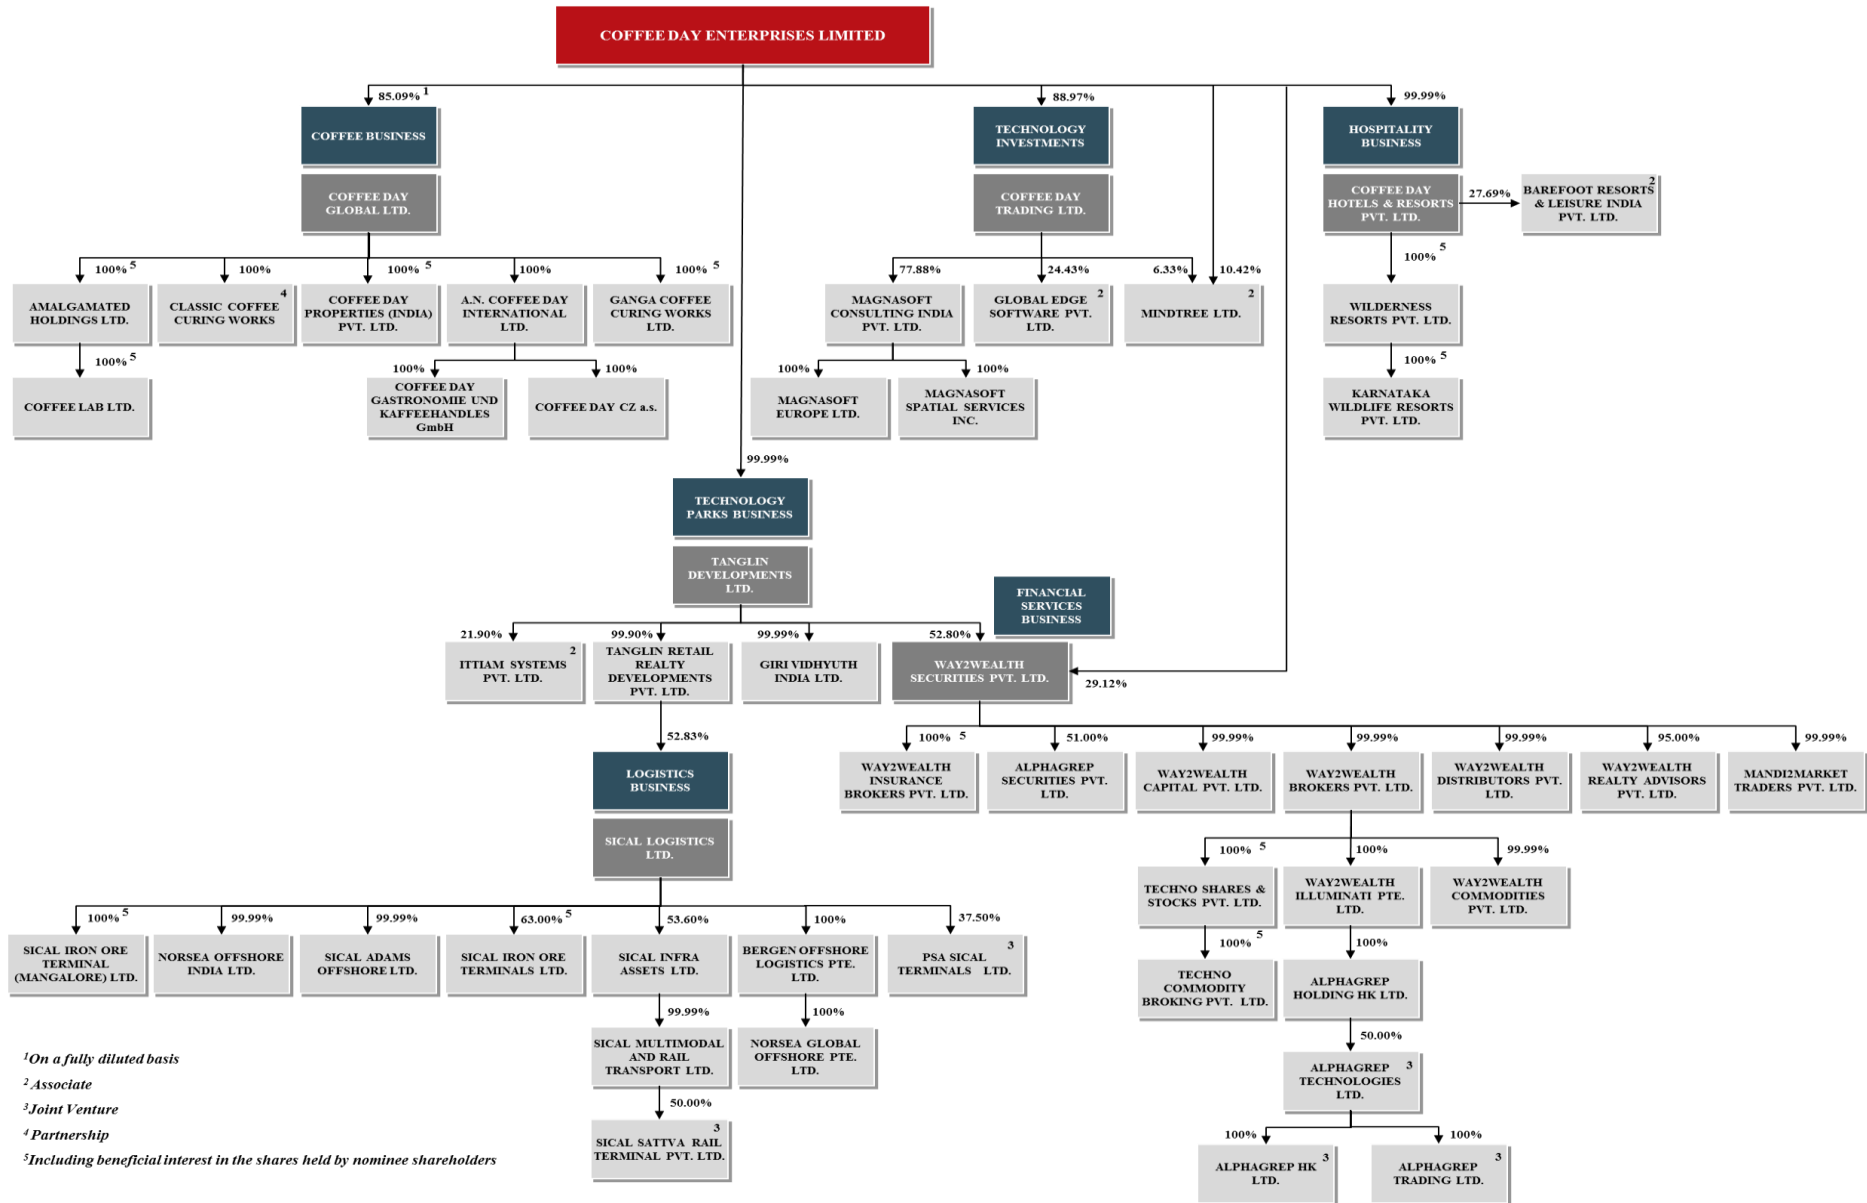 COFFEE DAY ENTERPRISES LIMITED
85.09% 1
88.97%
99.99%
COFFEE BUSINESS
TECHNOLOGY
INVESTMENTS
HOSPITALITY
BUSINESS
COFFEE DAY
GLOBAL LTD.
COFFEE DAY
TRADING LTD.
COFFEE DAY
HOTELS & RESORTS
PVT. LTD.
27.69%
BAREFOOT RESORTS 2
& LEISURE INDIA
PVT. LTD.
100% 5
100%
100% 5
100%
100% 5
77.88%
24.43%
6.33%
10.42%
100% 5
AMALGAMATED
HOLDINGS LTD.
CLASSIC COFFEE 4
CURING WORKS
COFFEE DAY
PROPERTIES (INDIA)
PVT. LTD.
A.N. COFFEE DAY
INTERNATIONAL
LTD.
GANGA COFFEE
CURING WORKS
LTD.
MAGNASOFT
CONSULTING INDIA
PVT. LTD.
GLOBAL EDGE 2
SOFTWARE PVT. LTD.
MINDTREE LTD. 2
WILDERNESS
RESORTS PVT. LTD.
100% 5
100%
100%
100%
100%
100% 5
COFFEE LAB LTD.
COFFEE DAY
GASTRONOMIE UND
KAFFEEHANDLES
GmbH
COFFEE DAY CZ a.s.
MAGNASOFT
EUROPE LTD.
MAGNASOFT
SPATIAL SERVICES
INC.
KARNATAKA
WILDLIFE RESORTS
PVT. LTD.
99.99%
TECHNOLOGY
PARKS BUSINESS
TANGLIN
DEVELOPMENTS
LTD.
FINANCIAL
SERVICES
BUSINESS
21.90%
99.90%
99.99%
52.80%
ITTIAM SYSTEMS 2
PVT. LTD.
TANGLIN RETAIL
REALTY
DEVELOPMENTS
PVT. LTD.
GIRI VIDHYUTH
INDIA LTD.
WAY2WEALTH
SECURITIES PVT. LTD.
29.12%
52.83%
100% 5
51.00%
99.99%
99.99%
99.99%
95.00%
99.99%
LOGISTICS
BUSINESS
WAY2WEALTH
INSURANCE
BROKERS PVT. LTD.
ALPHAGREP
SECURITIES PVT.
LTD.
WAY2WEALTH
CAPITAL PVT. LTD.
WAY2WEALTH
BROKERS PVT. LTD.
WAY2WEALTH
DISTRIBUTORS PVT.
LTD.
WAY2WEALTH
REALTY ADVISORS
PVT. LTD.
MANDI2MARKET
TRADERS PVT. LTD.
SICAL LOGISTICS
LTD.
100% 5
100%
99.99%
TECHNO SHARES &
STOCKS PVT. LTD.
WAY2WEALTH
ILLUMINATI PTE.
LTD.
WAY2WEALTH
COMMODITIES
PVT. LTD.
100% 5
99.99%
99.99%
63.00% 5
53.60%
100%
37.50%
SICAL IRON ORE
TERMINAL
(MANGALORE) LTD.
NORSEA OFFSHORE
INDIA LTD.
SICAL ADAMS
OFFSHORE LTD.
SICAL IRON ORE
TERMINALS LTD.
SICAL INFRA
ASSETS LTD.
BERGEN OFFSHORE
LOGISTICS PTE.
LTD.
PSA SICAL 3
TERMINALS LTD.
100% 5
100%
TECHNO
COMMODITY
BROKING PVT. LTD.
ALPHAGREP
HOLDING HK LTD.
99.99%
100%
SICAL MULTIMODAL
AND RAIL
TRANSPORT LTD.
NORSEA GLOBAL
OFFSHORE PTE.
LTD.
50.00%
ALPHAGREP 3
TECHNOLOGIES
LTD.
50.00%
SICAL SATTVA RAIL 3
TERMINAL PVT. LTD.
100%
100%
ALPHAGREP HK 3
LTD.
ALPHAGREP 3
TRADING LTD.
1On a fully diluted basis
2 Associate
3Joint Venture
4 Partnership
5Including beneficial interest in the shares held by nominee shareholders